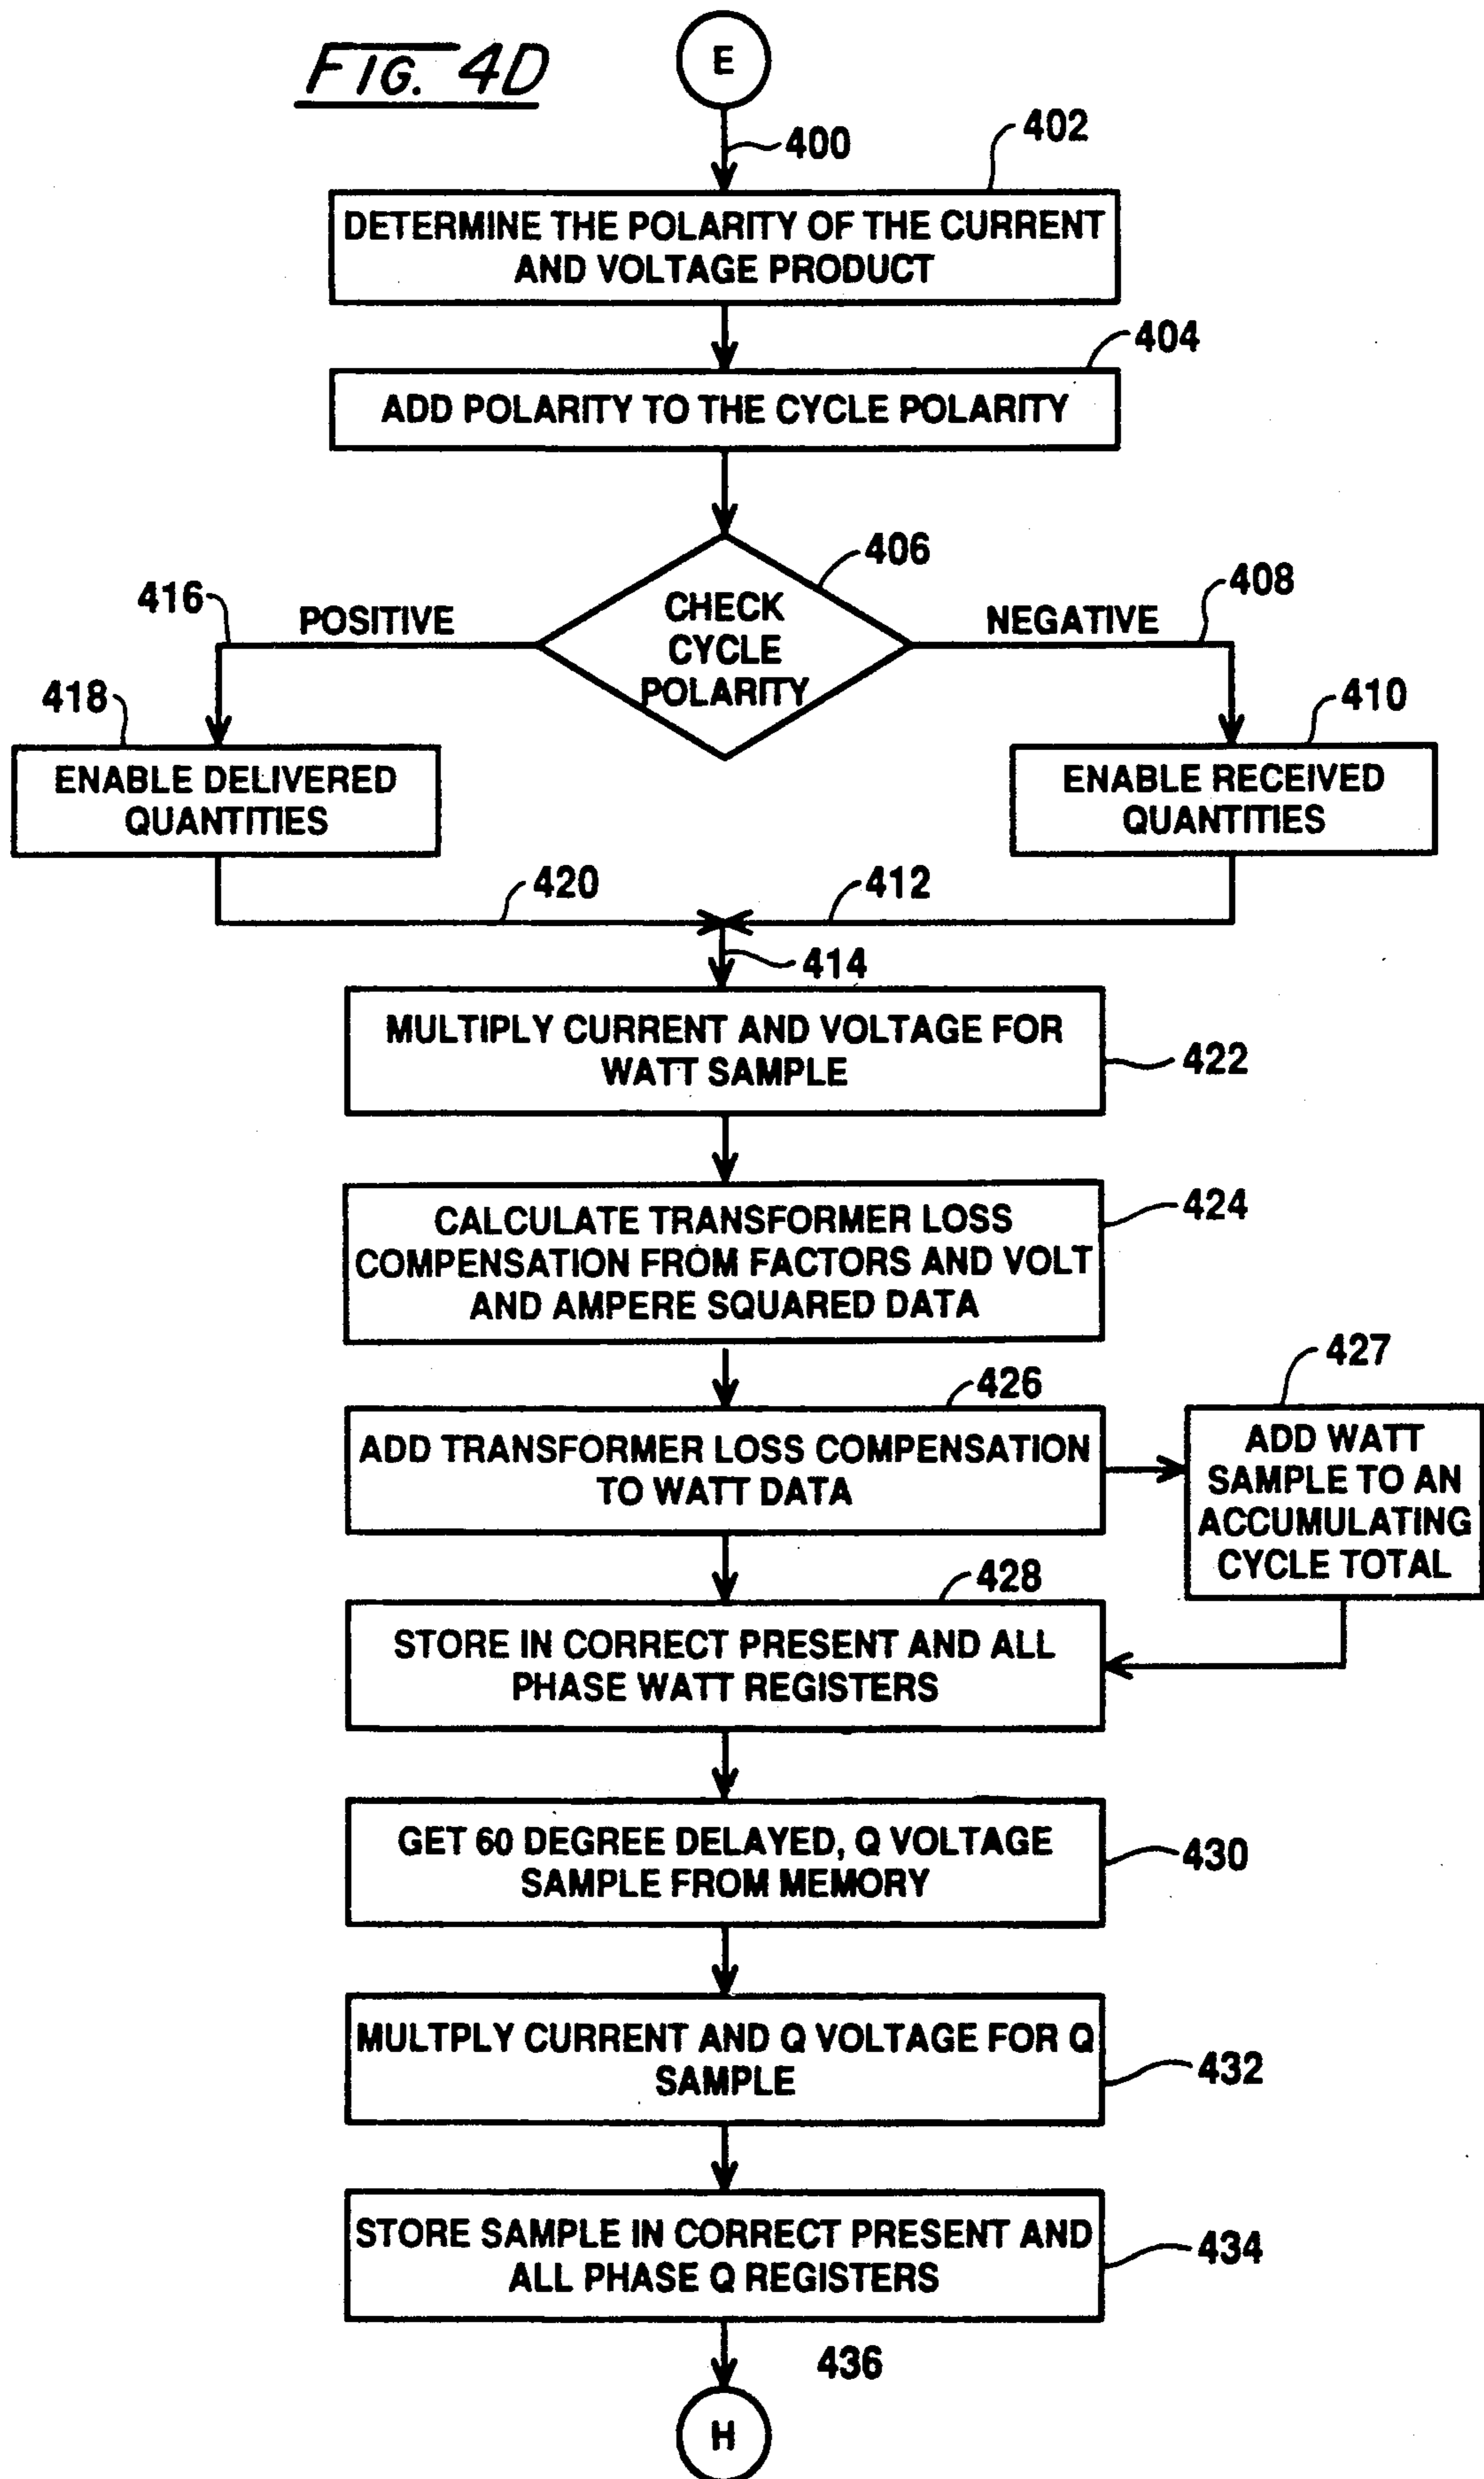 FIG. 4D
E
400
402
DETERMINE THE POLARITY OF THE CURRENT
AND VOLTAGE PRODUCT
404
ADD POLARITY TO THE CYCLE POLARITY
406
CHECK
CYCLE
POLARITY
416
POSITIVE
NEGATIVE
408
418
ENABLE DELIVERED
QUANTITIES
410
ENABLE RECEIVED
QUANTITIES
420
412
414
MULTIPLY CURRENT AND VOLTAGE FOR
WATT SAMPLE
422
CALCULATE TRANSFORMER LOSS
COMPENSATION FROM FACTORS AND VOLT
AND AMPERE SQUARED DATA
424
426
ADD TRANSFORMER LOSS COMPENSATION
TO WATT DATA
427
ADD WATT
SAMPLE TO AN
ACCUMULATING
CYCLE TOTAL
428
STORE IN CORRECT PRESENT AND ALL
PHASE WATT REGISTERS
GET 60 DEGREE DELAYED, Q VOLTAGE
SAMPLE FROM MEMORY
430
MULTPLY CURRENT AND Q VOLTAGE FOR Q
SAMPLE
432
STORE SAMPLE IN CORRECT PRESENT AND
ALL PHASE Q REGISTERS
434
436
H